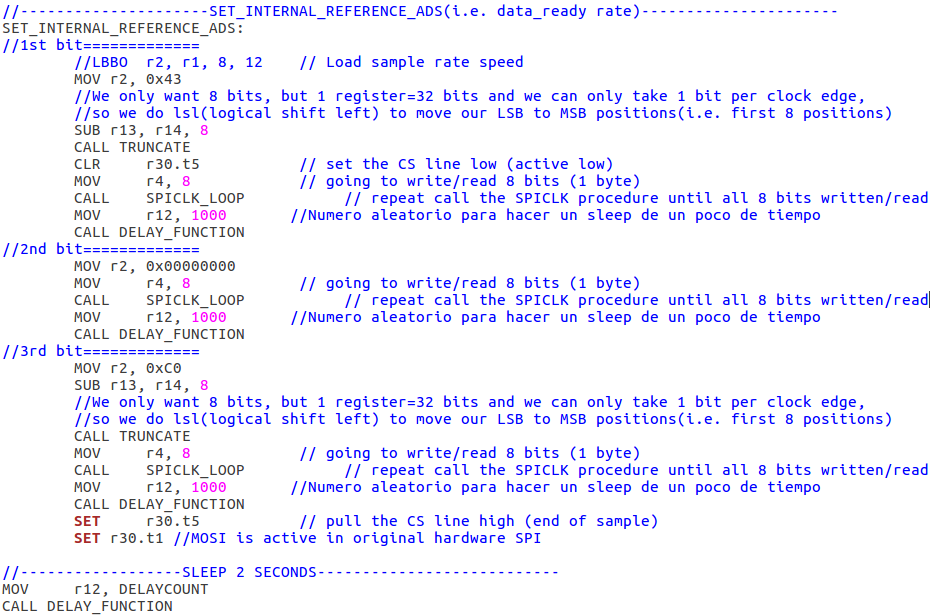 //---------------------SET_INTERNAL_REFERENCE_ADS(i.e. data_ready rate)----------------------
SET_INTERNAL_REFERENCE_ADS:
//1st bit=============
//LBBO r2, r1, 8, 12 // Load sample rate speed
MOV r2, 0x43
//We only want 8 bits, but 1 register=32 bits and we can only take 1 bit per clock edge,
//so we do lsl(logical shift left) to move our LSB to MSB positions(i.e. first 8 positions)
SUB r13, r14, 8
CALL TRUNCATE
CLR r30.t5 // set the CS line low (active low)
MOV r4, 8 // going to write/read 8 bits (1 byte)
CALL SPICLK_LOOP // repeat call the SPICLK procedure until all 8 bits written/read
MOV r12, 1000 //Numero aleatorio para hacer un sleep de un poco de tiempo
CALL DELAY_FUNCTION
//2nd bit=============
MOV r2, 0x00000000
MOV r4, 8 // going to write/read 8 bits (1 byte)
CALL SPICLK_LOOP // repeat call the SPICLK procedure until all 8 bits written/read
MOV r12, 1000 //Numero aleatorio para hacer un sleep de un poco de tiempo
CALL DELAY_FUNCTION
//3rd bit=============
MOV r2, 0xC0
SUB r13, r14, 8
//We only want 8 bits, but 1 register=32 bits and we can only take 1 bit per clock edge,
//so we do lsl(logical shift left) to move our LSB to MSB positions(i.e. first 8 positions)
CALL TRUNCATE
MOV r4, 8 // going to write/read 8 bits (1 byte)
CALL SPICLK_LOOP // repeat call the SPICLK procedure until all 8 bits written/read
MOV r12, 1000 //Numero aleatorio para hacer un sleep de un poco de tiempo
CALL DELAY_FUNCTION
SET r30.t5 // pull the CS line high (end of sample)
SET r30.t1 //MOSI is active in original hardware SPI
//------------------SLEEP 2 SECONDS---------------------------
MOV r12, DELAYCOUNT
CALL DELAY_FUNCTION